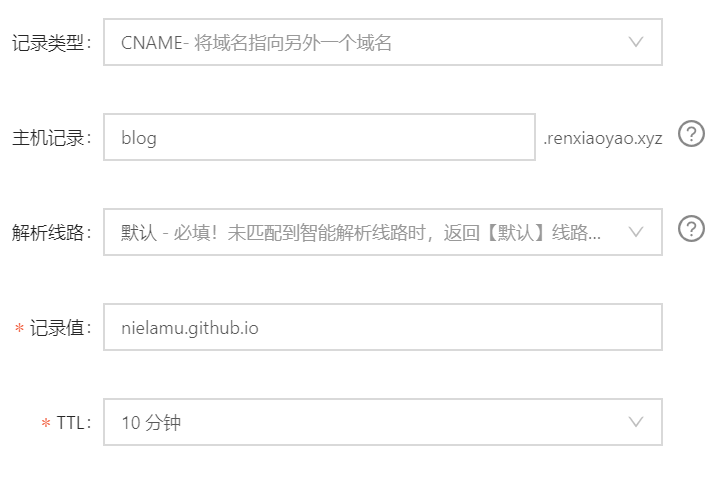 记录类型： CNAME- 将域名指向另外一个域名
主机记录： blog .renxiaoyao.xyz ?
解析线路： 默认 - 必填！未匹配到智能解析线路时，返回【默认】线路... ?
* 记录值： nielamu.github.io
* TTL： 10 分钟